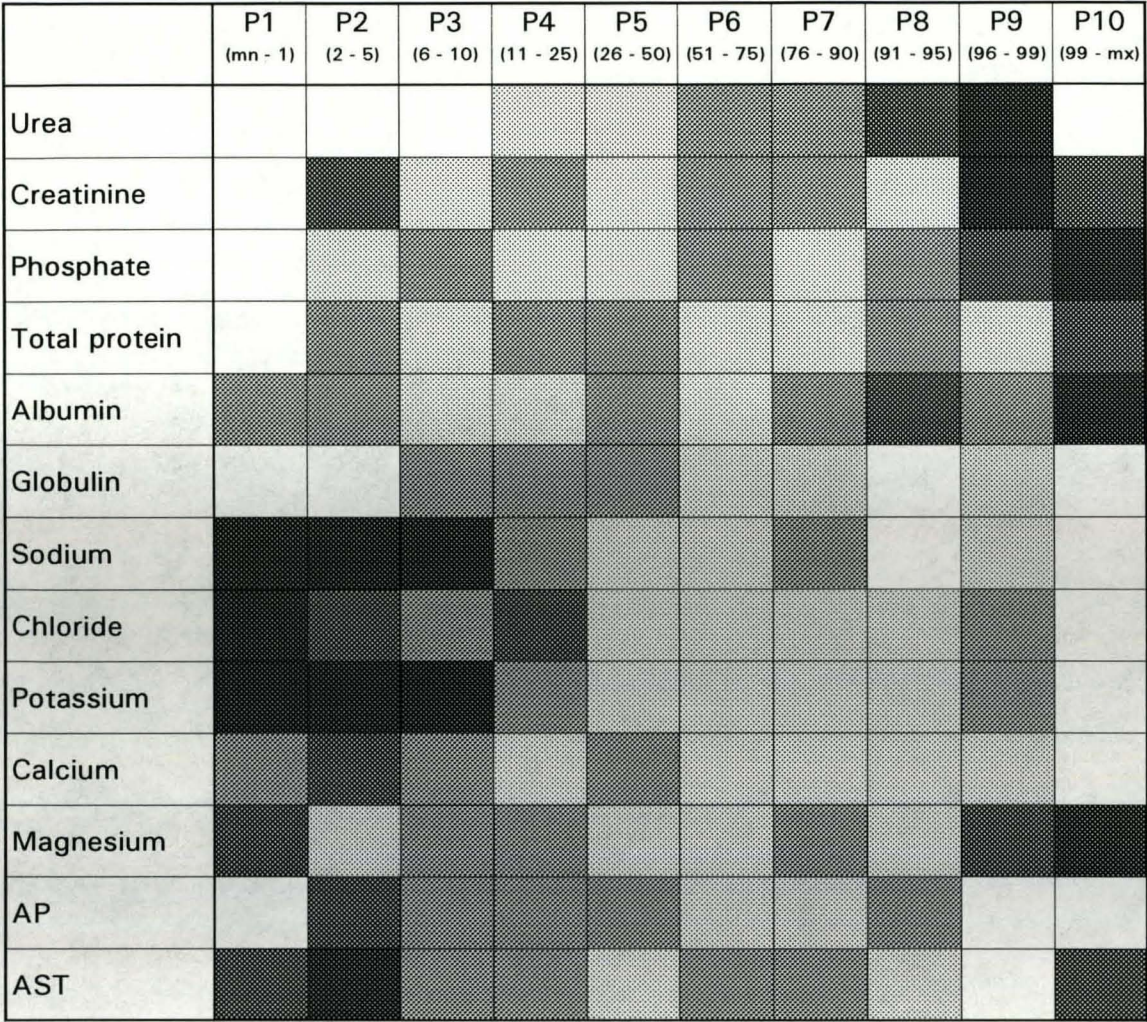 P1 P2 P3 P4 P5 P6 P7 P8 P9 P10
(mn - 1) (2 - 5) (6 - 10) (11 - 25) (26 - 50) (51 - 75) (76 - 90) (91 - 95) (96 - 99) (99 - mx)
Urea
Creatinine
Phosphate
Total protein
Albumin
Globulin
Sodium
Chloride
Potassium
Calcium
Magnesium
AP
AST